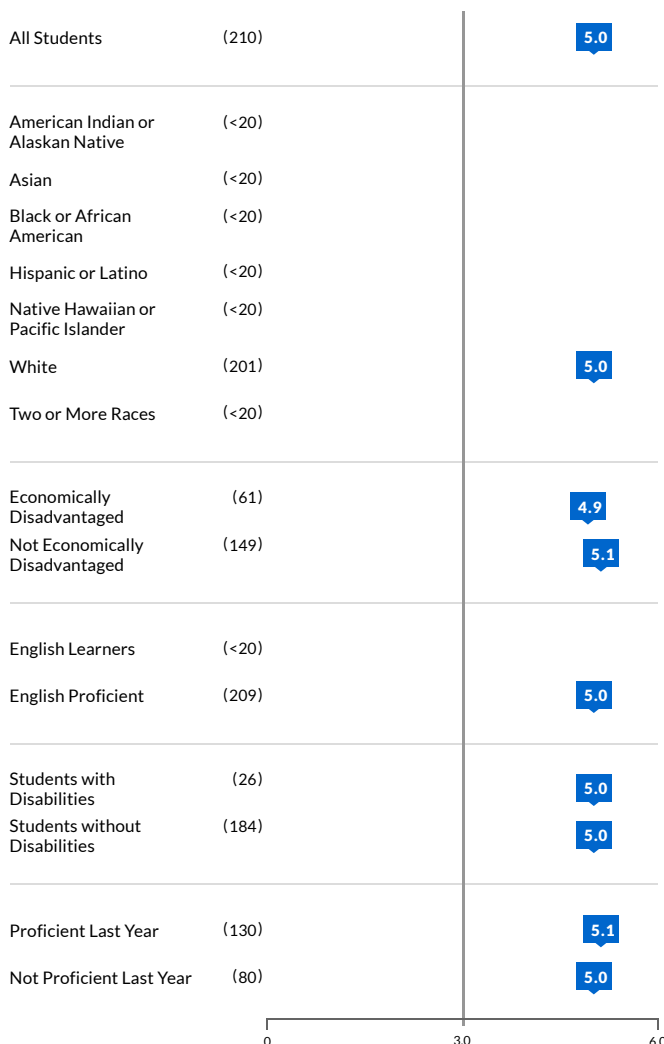 All Students (210) 5.0
American Indian or (<20)
Alaskan Native
Asian (<20)
Black or African (<20)
American
Hispanic or Latino (<20)
Native Hawaiian or (<20)
Pacific Islander
White (201) 5.0
Two or More Races (<20)
Economically (61) 4.9
Disadvantaged
Not Economically (149) 5.1
Disadvantaged
English Learners (<20)
English Proficient (209) 5.0
Students with (26) 5.0
Disabilities
Students without (184) 5.0
Disabilities
Proficient Last Year (130) 5.1
Not Proficient Last Year (80) 5.0
0 3.0 6.0